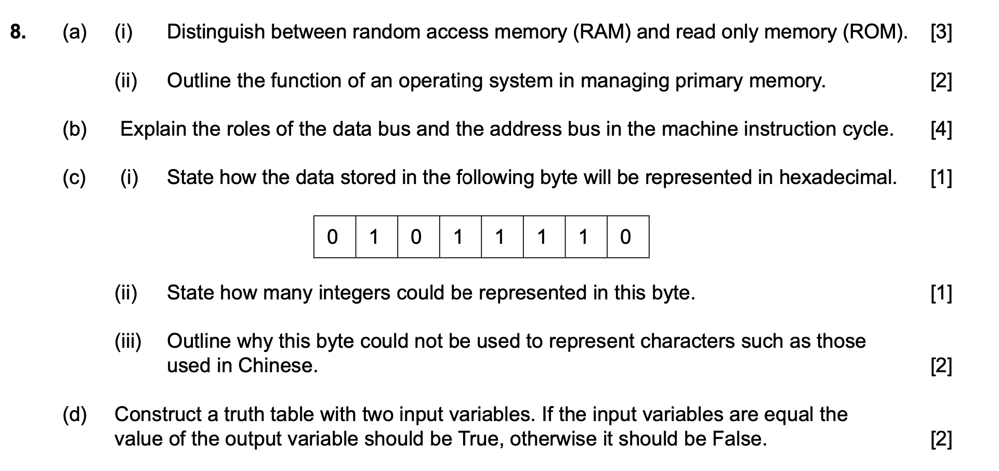 8. (a) (i) Distinguish between random access memory (RAM) and read only memory (ROM). [3]
(ii) Outline the function of an operating system in managing primary memory. [2]
(b) Explain the roles of the data bus and the address bus in the machine instruction cycle. [4]
(c) (i) State how the data stored in the following byte will be represented in hexadecimal. [1]
0 1 0 1 1 1 1 0
(ii) State how many integers could be represented in this byte. [1]
(iii) Outline why this byte could not be used to represent characters such as those
used in Chinese. [2]
(d) Construct a truth table with two input variables. If the input variables are equal the
value of the output variable should be True, otherwise it should be False. [2]